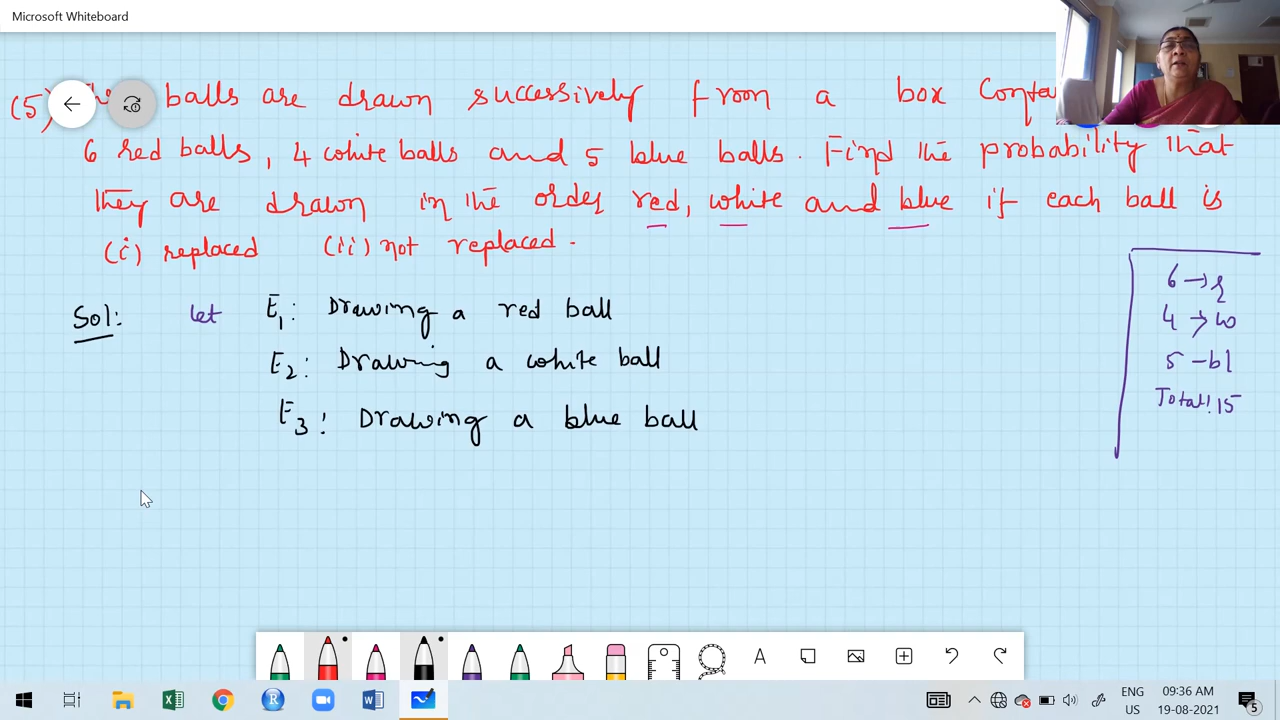 Microsoft Whiteboard
(5) balls are drawn successively from a box
6 red balls, 4 white balls and 5 blue balls. Find the probability that
they are drawn in the order red, white and blue if each ball is
(i) replaced (ii) not replaced.
Sol: let E1: Drawing a red ball
E2: Drawing a white ball
E3: Drawing a blue ball
6 → r
4 → w
5 - bl
Total: 15
A
ENG
US
09:36 AM
19-08-2021
5